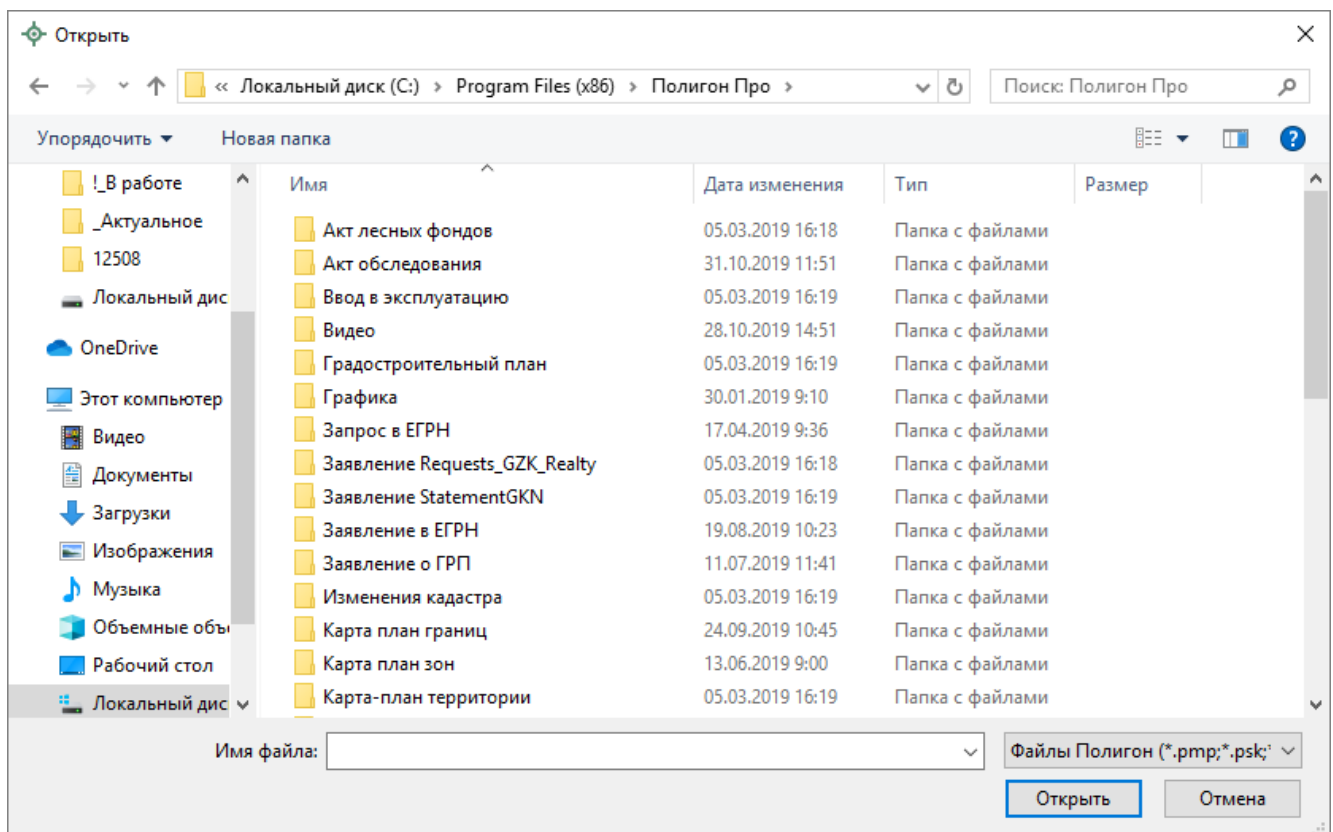 Открыть
« Локальный диск (C:) › Program Files (x86) › Полигон Про ›
Поиск: Полигон Про
Упорядочить
Новая папка
!_В работе
_Актуальное
12508
Локальный дис
OneDrive
Этот компьютер
Видео
Документы
Загрузки
Изображения
Музыка
Объемные объ
Рабочий стол
Локальный дис
Имя Дата изменения Тип Размер
Акт лесных фондов 05.03.2019 16:18 Папка с файлами
Акт обследования 31.10.2019 11:51 Папка с файлами
Ввод в эксплуатацию 05.03.2019 16:19 Папка с файлами
Видео 28.10.2019 14:51 Папка с файлами
Градостроительный план 05.03.2019 16:19 Папка с файлами
Графика 30.01.2019 9:10 Папка с файлами
Запрос в ЕГРН 17.04.2019 9:36 Папка с файлами
Заявление Requests_GZK_Realty 05.03.2019 16:18 Папка с файлами
Заявление StatementGKN 05.03.2019 16:19 Папка с файлами
Заявление в ЕГРН 19.08.2019 10:23 Папка с файлами
Заявление о ГРП 11.07.2019 11:41 Папка с файлами
Изменения кадастра 05.03.2019 16:19 Папка с файлами
Карта план границ 24.09.2019 10:45 Папка с файлами
Карта план зон 13.06.2019 9:00 Папка с файлами
Карта-план территории 05.03.2019 16:19 Папка с файлами
Имя файла:
Файлы Полигон (*.pmp;*.psk;*
Открыть
Отмена